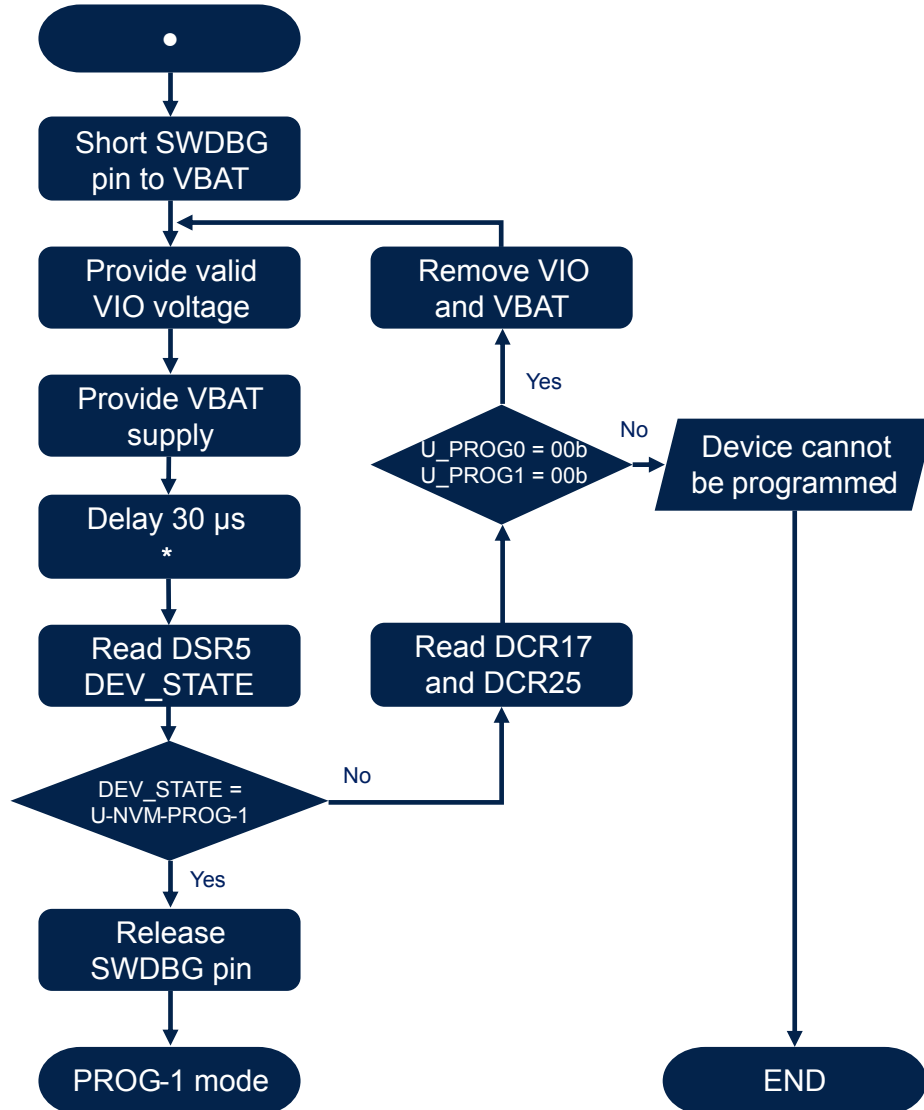 •
Short SWDBG
pin to VBAT
Provide valid
VIO voltage
Provide VBAT
supply
Delay 30 µs
*
Read DSR5
DEV_STATE
DEV_STATE =
U-NVM-PROG-1
No
Yes
Release
SWDBG pin
PROG-1 mode
Read DCR17
and DCR25
U_PROG0 = 00b
U_PROG1 = 00b
Yes
Remove VIO
and VBAT
No
Device cannot
be programmed
END